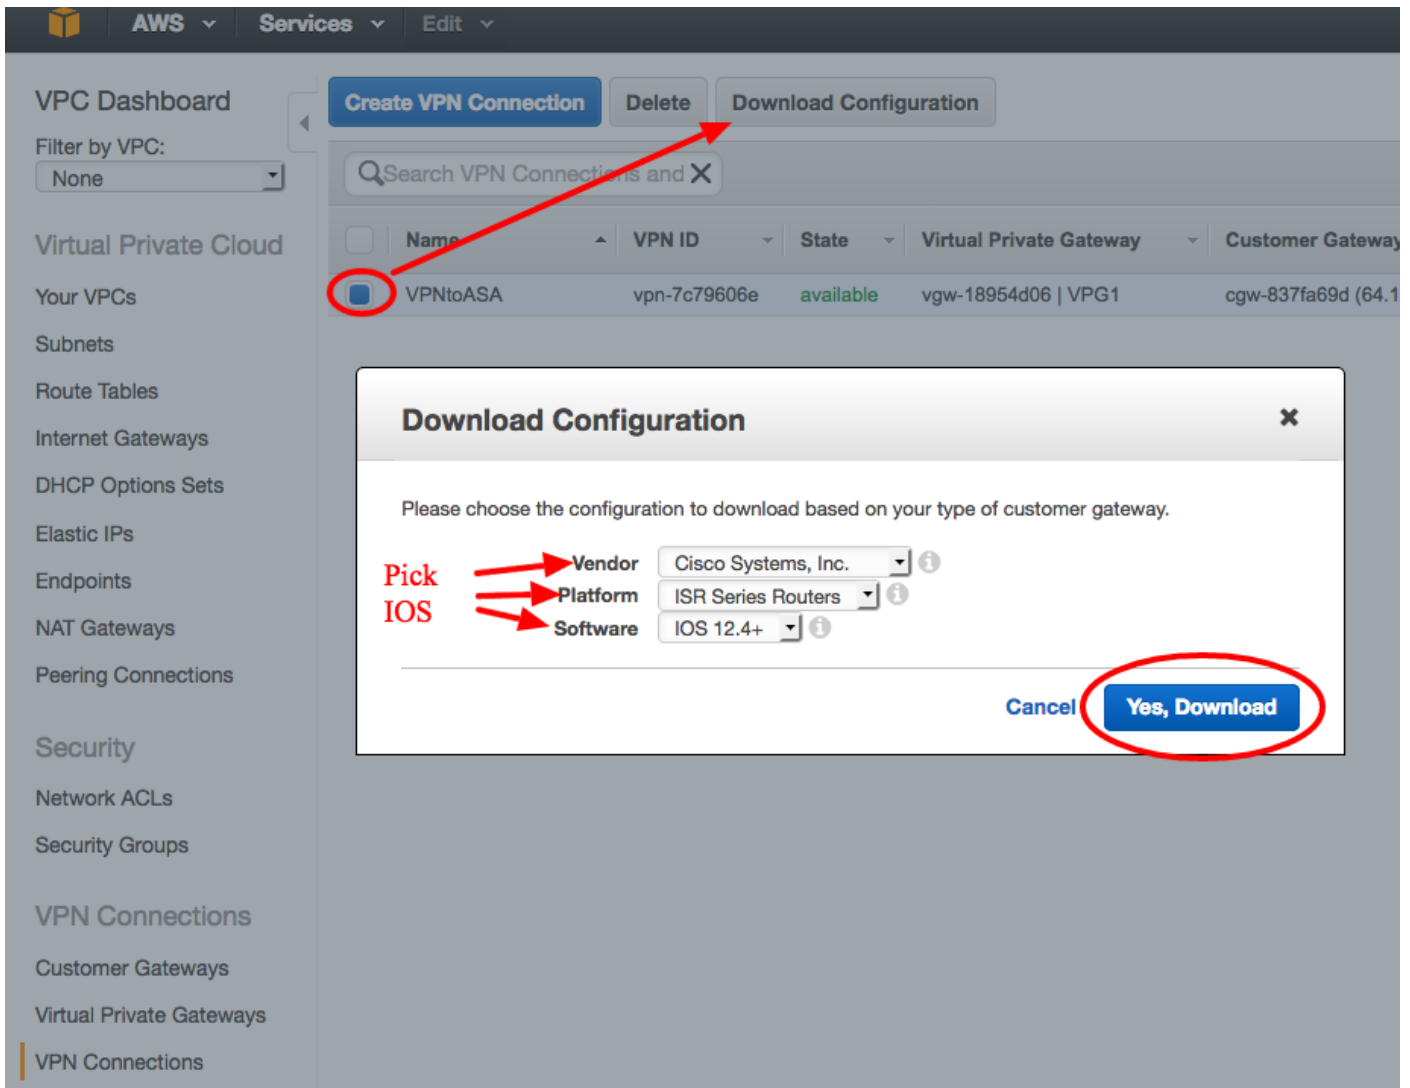 AWS Services Edit
VPC Dashboard
Filter by VPC:
None
Virtual Private Cloud
Your VPCs
Subnets
Route Tables
Internet Gateways
DHCP Options Sets
Elastic IPs
Endpoints
NAT Gateways
Peering Connections
Security
Network ACLs
Security Groups
VPN Connections
Customer Gateways
Virtual Private Gateways
VPN Connections
Create VPN Connection Delete Download Configuration
Search VPN Connections and
Name VPN ID State Virtual Private Gateway Customer Gateway
VPNtoASA vpn-7c79606e available vgw-18954d06 | VPG1 cgw-837fa69d (64.1
Download Configuration
Please choose the configuration to download based on your type of customer gateway.
Pick
IOS
Vendor Cisco Systems, Inc.
Platform ISR Series Routers
Software IOS 12.4+
Cancel Yes, Download